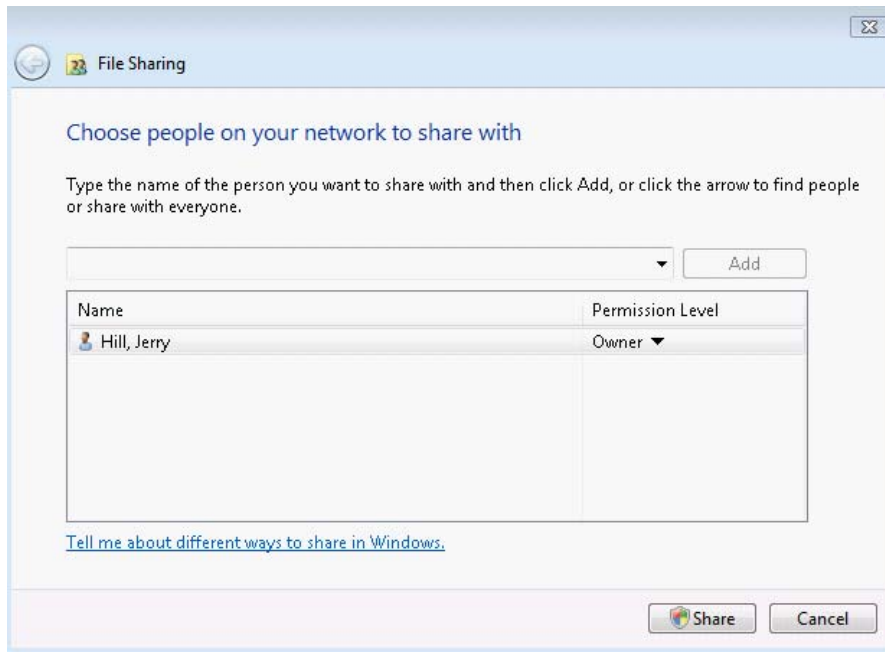 File Sharing
Choose people on your network to share with
Type the name of the person you want to share with and then click Add, or click the arrow to find people
or share with everyone.
Add
Name Permission Level
Hill, Jerry Owner
Tell me about different ways to share in Windows.
Share Cancel